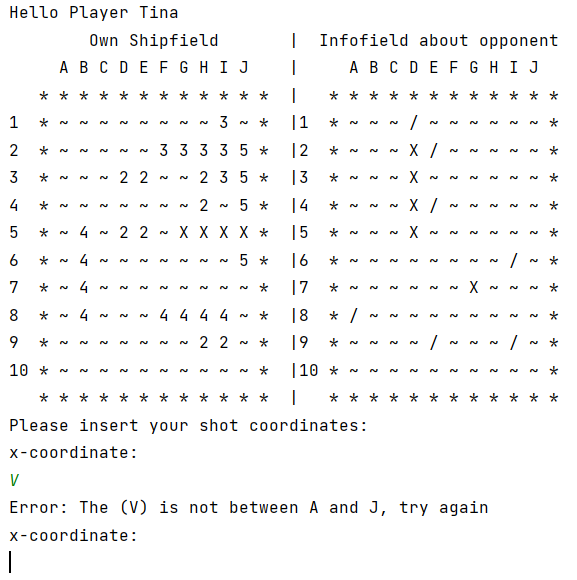 Hello Player Tina
        Own Shipfield       |  Infofield about opponent
     A B C D E F G H I J    |     A B C D E F G H I J
   * * * * * * * * * * * *  |   * * * * * * * * * * * *
1  * ~ ~ ~ ~ ~ ~ ~ ~ 3 ~ *  |1  * ~ ~ ~ / ~ ~ ~ ~ ~ ~ *
2  * ~ ~ ~ ~ ~ 3 3 3 3 5 *  |2  * ~ ~ ~ X / ~ ~ ~ ~ ~ *
3  * ~ ~ ~ 2 2 ~ ~ 2 3 5 *  |3  * ~ ~ ~ X ~ ~ ~ ~ ~ ~ *
4  * ~ ~ ~ ~ ~ ~ ~ 2 ~ 5 *  |4  * ~ ~ ~ X / ~ ~ ~ ~ ~ *
5  * ~ 4 ~ 2 2 ~ X X X X *  |5  * ~ ~ ~ X ~ ~ ~ ~ ~ ~ *
6  * ~ 4 ~ ~ ~ ~ ~ ~ ~ 5 *  |6  * ~ ~ ~ ~ ~ ~ ~ ~ / ~ *
7  * ~ 4 ~ ~ ~ ~ ~ ~ ~ ~ *  |7  * ~ ~ ~ ~ ~ ~ X ~ ~ ~ *
8  * ~ 4 ~ ~ ~ 4 4 4 4 ~ *  |8  * / ~ ~ ~ ~ ~ ~ ~ ~ ~ *
9  * ~ ~ ~ ~ ~ ~ ~ 2 2 ~ *  |9  * ~ ~ ~ ~ / ~ ~ ~ / ~ *
10 * ~ ~ ~ ~ ~ ~ ~ ~ ~ ~ *  |10 * ~ ~ ~ ~ ~ ~ ~ ~ ~ ~ *
   * * * * * * * * * * * *  |   * * * * * * * * * * * *
Please insert your shot coordinates:
x-coordinate:
V
Error: The (V) is not between A and J, try again
x-coordinate: